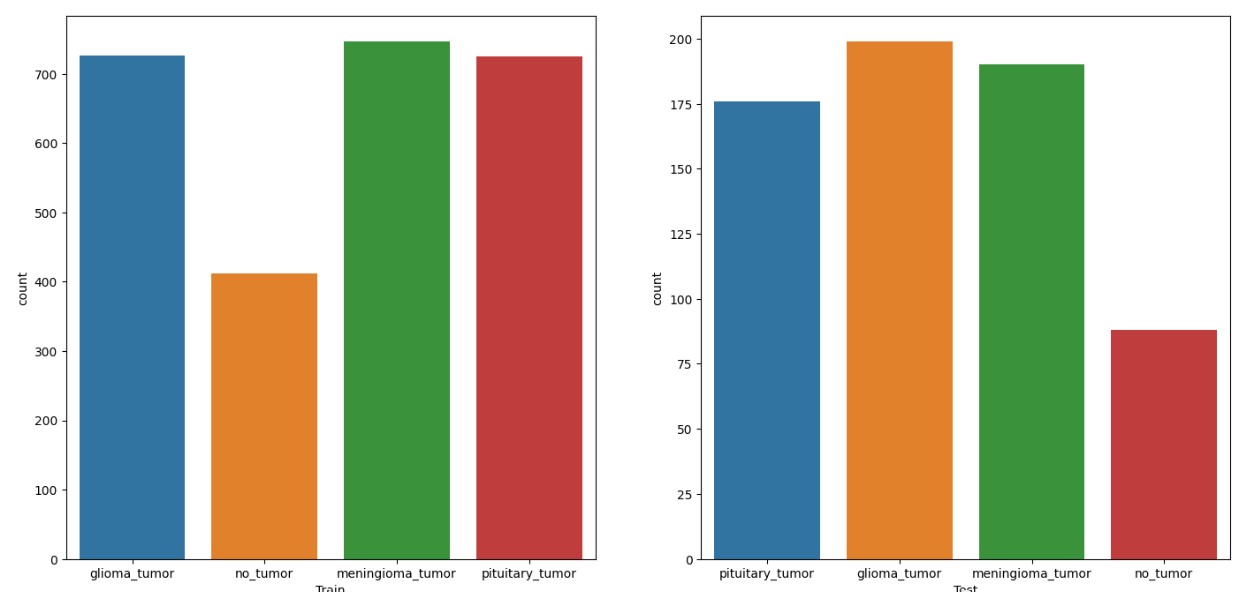 700
600
500
400
300
200
100
0
count
glioma_tumor no_tumor meningioma_tumor pituitary_tumor
Train
200
175
150
125
100
75
50
25
0
count
pituitary_tumor glioma_tumor meningioma_tumor no_tumor
Test